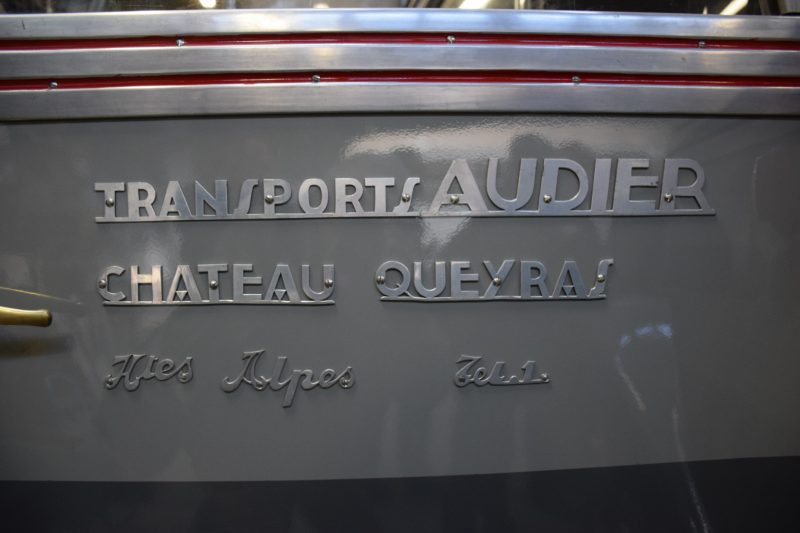 TRANSPORTS AUDIER
CHATEAU QUEYRAS
Htes Alpes Tel.1.